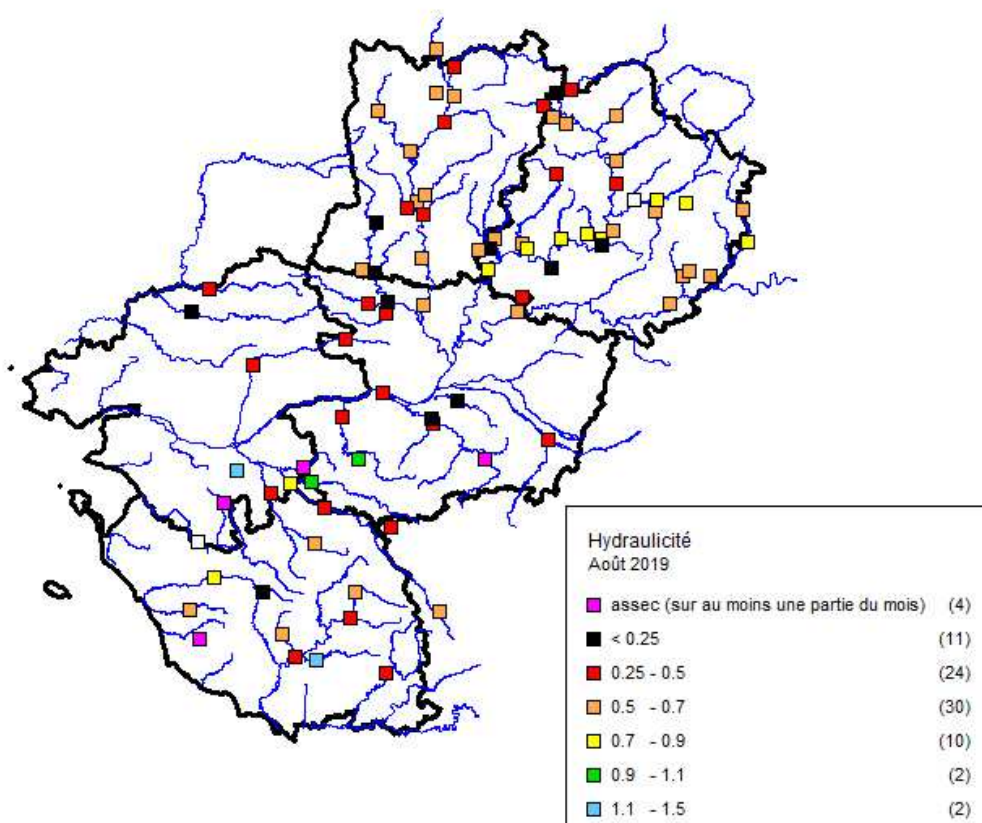 Hydraulicité
Août 2019
assec (sur au moins une partie du mois) (4)
< 0.25 (11)
0.25 - 0.5 (24)
0.5 - 0.7 (30)
0.7 - 0.9 (10)
0.9 - 1.1 (2)
1.1 - 1.5 (2)